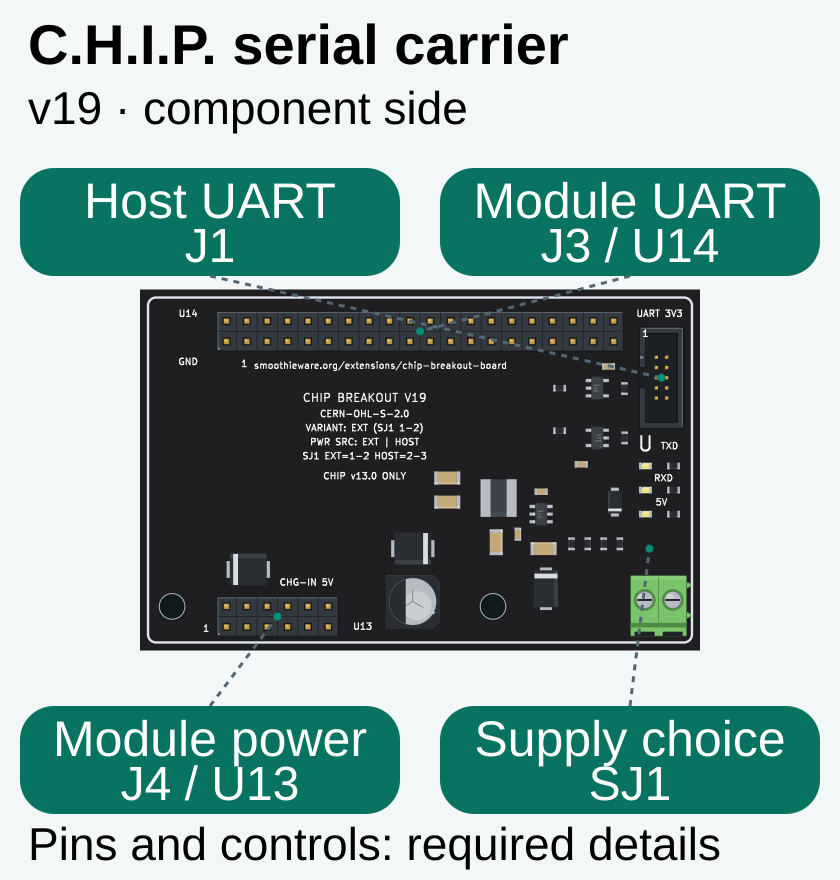 C.H.I.P. serial carrier
v19 · component side
Host UART
J1
Module UART
J3 / U14
U14
UART 3V3
1
GND
1 smoothieware.org/extensions/chip-breakout-board
CHIP BREAKOUT V19
CERN-OHL-S-2.0
VARIANT: EXT (SJ1 1-2)
PWR SRC: EXT | HOST
SJ1 EXT=1-2 HOST=2-3
CHIP v13.0 ONLY
TXD
RXD
5V
CHG-IN 5V
1
U13
Module power
J4 / U13
Supply choice
SJ1
Pins and controls: required details